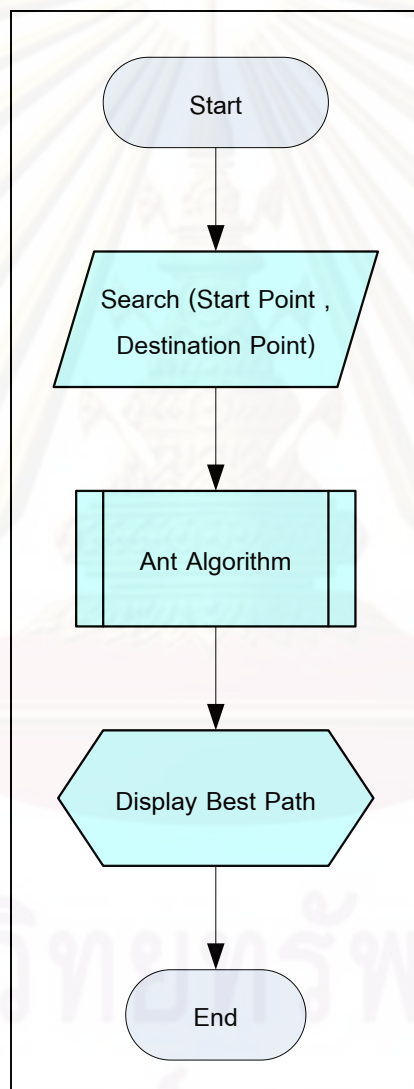 Start
Search (Start Point ,
Destination Point)
Ant Algorithm
Display Best Path
End